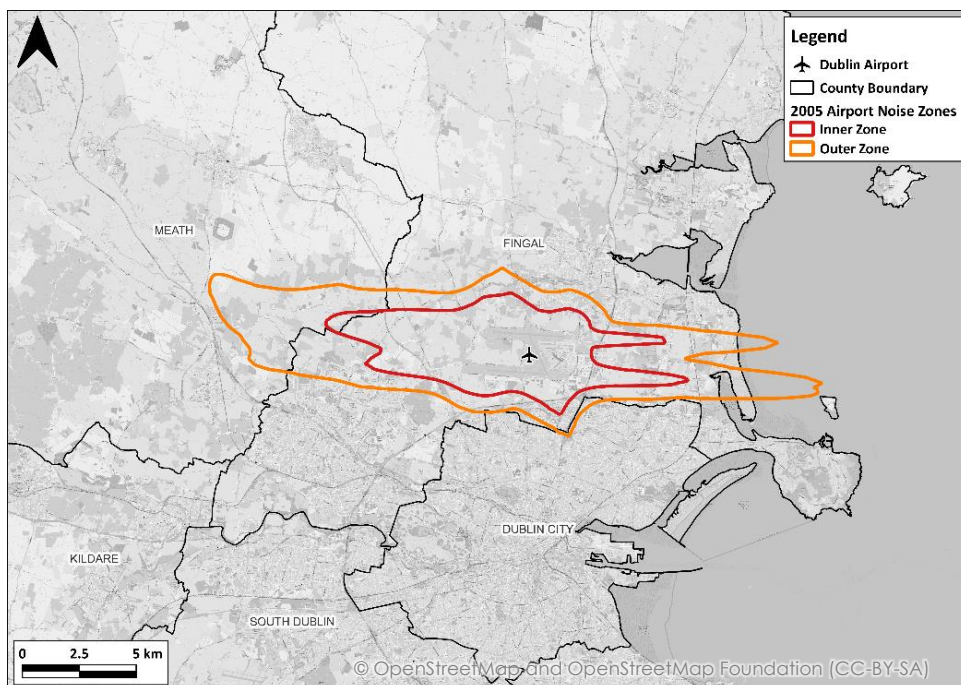 Legend
Dublin Airport
County Boundary
2005 Airport Noise Zones
Inner Zone
Outer Zone
MEATH
FINGAL
DUBLIN CITY
KILDARE
SOUTH DUBLIN
0 2.5 5 km
© OpenStreetMap and OpenStreetMap Foundation (CC-BY-SA)